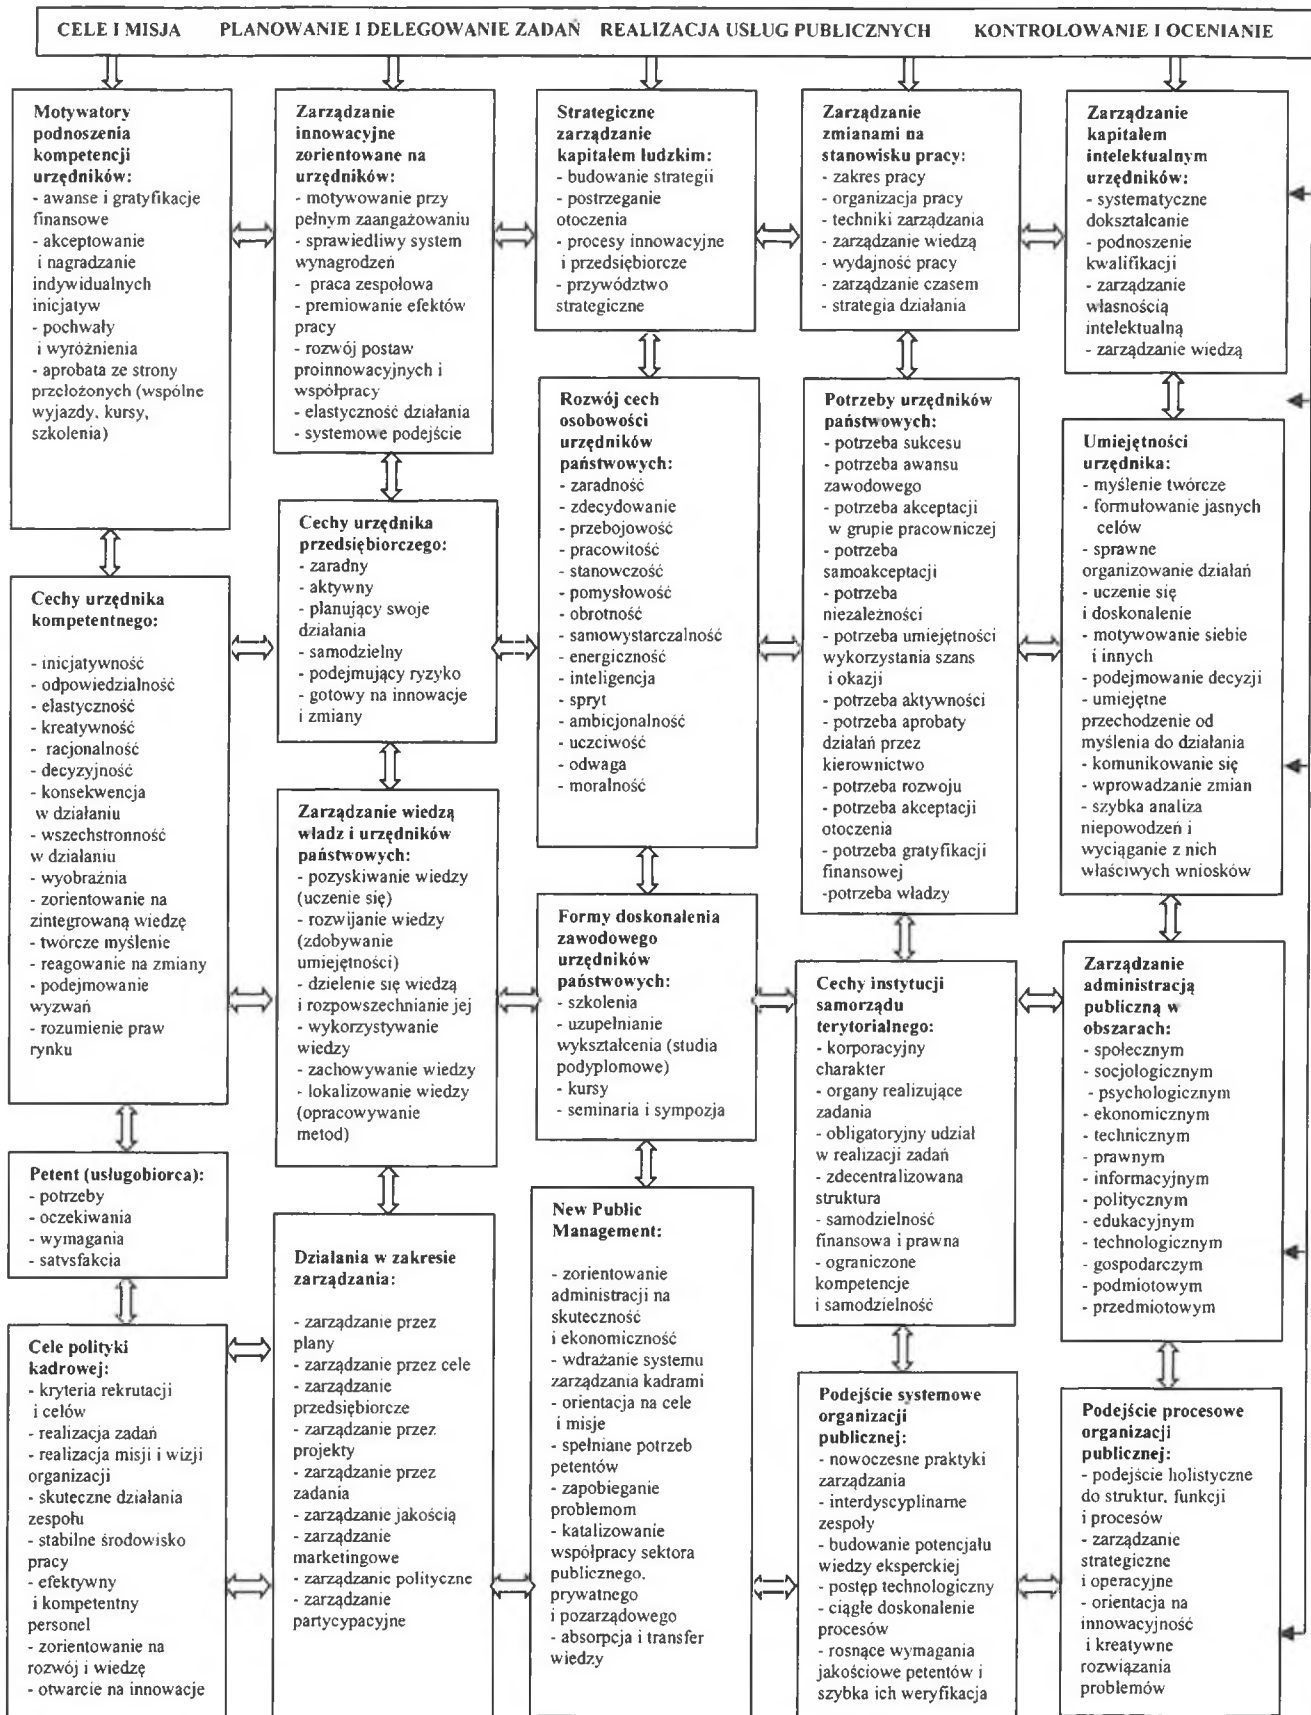 CELE I MISJA PLANOWANIE I DELEGOWANIE ZADAŃ REALIZACJA USŁUG PUBLICZNYCH KONTROLOWANIE I OCENIANIE
Motywatory
podnoszenia
kompetencji
urzędników:
- awanse i gratyfikacje
finansowe
- akceptowanie
i nagradzanie
indywidualnych
inicjatyw
- pochwały
i wyróżnienia
- aprobata ze strony
przełożonych (wspólne
wyjazdy, kursy,
szkolenia)
Cechy urzędnika
kompetentnego:
- inicjatywność
- odpowiedzialność
- elastyczność
- kreatywność
- racjonalność
- decyzyjność
- konsekwencja
w działaniu
- wszechstronność
w działaniu
- wyobraźnia
- zorientowanie na
zintegrowaną wiedzę
- twórcze myślenie
- reagowanie na zmiany
- podejmowanie
wyzwań
- rozumienie praw
rynku
Petent (usługobiorca):
- potrzeby
- oczekiwania
- wymagania
- satysfakcja
Cele polityki
kadrowej:
- kryteria rekrutacji
i celów
- realizacja zadań
- realizacja misji i wizji
organizacji
- skuteczne działania
zespołu
- stabilne środowisko
pracy
- efektywny
i kompetentny
personel
- zorientowanie na
rozwój i wiedzę
- otwarcie na innowacje
Zarządzanie
innowacyjne
zorientowane na
urzędników:
- motywowanie przy
pełnym zaangażowaniu
- sprawiedliwy system
wynagrodzeń
- praca zespołowa
- premiowanie efektów
pracy
- rozwój postaw
proinnowacyjnych i
współpracy
- elastyczność działania
- systemowe podejście
Cechy urzędnika
przedsiębiorczego:
- zaradny
- aktywny
- planujący swoje
działania
- samodzielny
- podejmujący ryzyko
- gotowy na innowacje
i zmiany
Zarządzanie wiedzą
władz i urzędników
państwowych:
- pozyskiwanie wiedzy
(uczenie się)
- rozwijanie wiedzy
(zdobywanie
umiejętności)
- dzielenie się wiedzą
i rozpowszechnianie jej
- wykorzystywanie
wiedzy
- zachowywanie wiedzy
- lokalizowanie wiedzy
(opracowywanie
metod)
Działania w zakresie
zarządzania:
- zarządzanie przez
plany
- zarządzanie przez cele
- zarządzanie
przedsiębiorcze
- zarządzanie przez
projekty
- zarządzanie przez
zadania
- zarządzanie jakością
- zarządzanie
marketingowe
- zarządzanie polityczne
- zarządzanie
partycypacyjne
Strategiczne
zarządzanie
kapitałem ludzkim:
- budowanie strategii
- postrzeganie
otoczenia
- procesy innowacyjne
i przedsiębiorcze
- przywództwo
strategiczne
Rozwój cech
osobowości
urzędników
państwowych:
- zaradność
- zdecydowanie
- przebojowość
- pracowitość
- stanowczość
- pomysłowość
- obrotność
- samowystarczalność
- energiczność
- inteligencja
- spryt
- ambicjonalność
- uczciwość
- odwaga
- moralność
Formy doskonalenia
zawodowego
urzędników
państwowych:
- szkolenia
- uzupełnianie
wykształcenia (studia
podyplomowe)
- kursy
- seminaria i sympozja
New Public
Management:
- zorientowanie
administracji na
skuteczność
i ekonomiczność
- wdrażanie systemu
zarządzania kadrami
- orientacja na cele
i misje
- spełniane potrzeb
petentów
- zapobieganie
problemom
- katalizowanie
współpracy sektora
publicznego,
prywatnego
i pozarządowego
- absorpcja i transfer
wiedzy
Zarządzanie
zmianami na
stanowisku pracy:
- zakres pracy
- organizacja pracy
- techniki zarządzania
- zarządzanie wiedzą
- wydajność pracy
- zarządzanie czasem
- strategia działania
Potrzeby urzędników
państwowych:
- potrzeba sukcesu
- potrzeba awansu
zawodowego
- potrzeba akceptacji
w grupie pracowniczej
- potrzeba
samoakceptacji
- potrzeba
niezależności
- potrzeba umiejętności
wykorzystania szans
i okazji
- potrzeba aktywności
- potrzeba aprobaty
działań przez
kierownictwo
- potrzeba rozwoju
- potrzeba akceptacji
otoczenia
- potrzeba gratyfikacji
finansowej
-potrzeba władzy
Cechy instytucji
samorządu
terytorialnego:
- korporacyjny
charakter
- organy realizujące
zadania
- obligatoryjny udział
w realizacji zadań
- zdecentralizowana
struktura
- samodzielność
finansowa i prawna
- ograniczone
kompetencje
i samodzielność
Podejście systemowe
organizacji
publicznej:
- nowoczesne praktyki
zarządzania
- interdyscyplinarne
zespoły
- budowanie potencjału
wiedzy eksperckiej
- postęp technologiczny
- ciągłe doskonalenie
procesów
- rosnące wymagania
jakościowe petentów i
szybka ich weryfikacja
Zarządzanie
kapitałem
intelektualnym
urzędników:
- systematyczne
dokształcanie
- podnoszenie
kwalifikacji
- zarządzanie
własnością
intelektualną
- zarządzanie wiedzą
Umiejętności
urzędnika:
- myślenie twórcze
- formułowanie jasnych
celów
- sprawne
organizowanie działań
- uczenie się
i doskonalenie
- motywowanie siebie
i innych
- podejmowanie decyzji
- umiejętne
przechodzenie od
myślenia do działania
- komunikowanie się
- wprowadzanie zmian
- szybka analiza
niepowodzeń i
wyciąganie z nich
właściwych wniosków
Zarządzanie
administracją
publiczną w
obszarach:
- społecznym
- socjologicznym
- psychologicznym
- ekonomicznym
- technicznym
- prawnym
- informacyjnym
- politycznym
- edukacyjnym
- technologicznym
- gospodarczym
- podmiotowym
- przedmiotowym
Podejście procesowe
organizacji
publicznej:
- podejście holistyczne
do struktur, funkcji
i procesów
- zarządzanie
strategiczne
i operacyjne
- orientacja na
innowacyjność
i kreatywne
rozwiązania
problemów